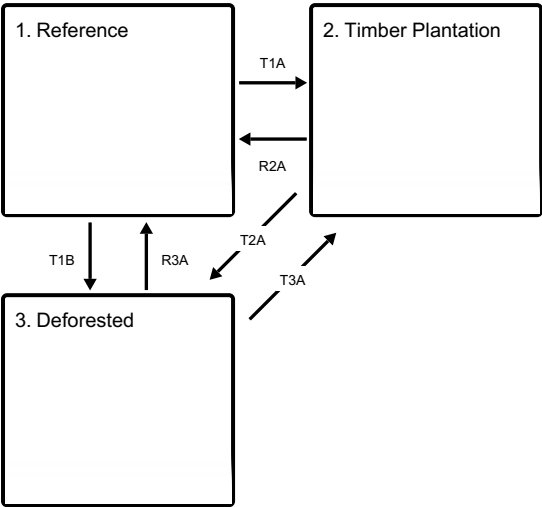 1. Reference
2. Timber Plantation
T1A
R2A
T1B
R3A
T2A
T3A
3. Deforested